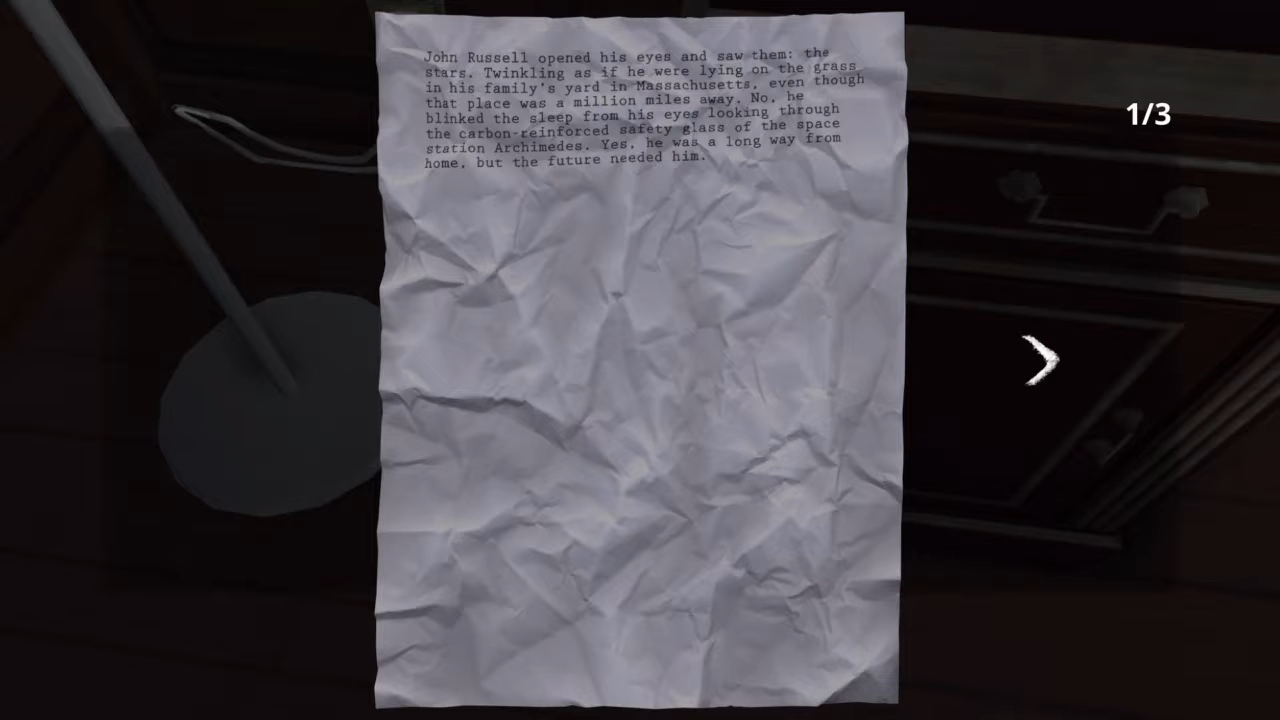 John Russell opened his eyes and saw them: the
stars. Twinkling as if he were lying on the grass
in his family's yard in Massachusetts, even though
that place was a million miles away. No, he
blinked the sleep from his eyes looking through
the carbon-reinforced safety glass of the space
station Archimedes. Yes, he was a long way from
home, but the future needed him.
1/3